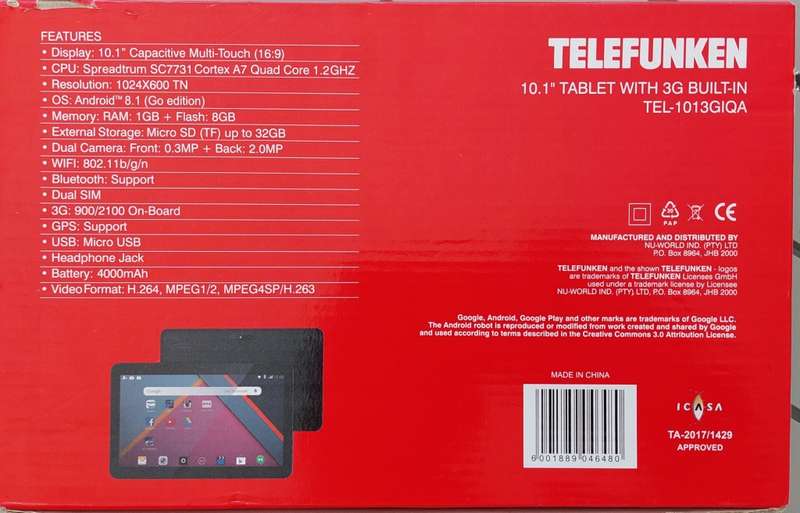 FEATURES
• Display: 10.1" Capacitive Multi-Touch (16:9)
• CPU: Spreadtrum SC7731 Cortex A7 Quad Core 1.2GHZ
• Resolution: 1024X600 TN
• OS: Android™ 8.1 (Go edition)
• Memory: RAM: 1GB + Flash: 8GB
• External Storage: Micro SD (TF) up to 32GB
• Dual Camera: Front: 0.3MP + Back: 2.0MP
• WIFI: 802.11b/g/n
• Bluetooth: Support
• Dual SIM
• 3G: 900/2100 On-Board
• GPS: Support
• USB: Micro USB
• Headphone Jack
• Battery: 4000mAh
• Video Format: H.264, MPEG1/2, MPEG4SP/H.263
TELEFUNKEN
10.1" TABLET WITH 3G BUILT-IN
TEL-1013GIQA
20
PAP
CE
MANUFACTURED AND DISTRIBUTED BY
NU-WORLD IND. (PTY) LTD
P.O. Box 8964, JHB 2000
TELEFUNKEN and the shown TELEFUNKEN - logos
are trademarks of TELEFUNKEN Licenses GmbH
used under a trademark license by Licensee
NU-WORLD IND. (PTY) LTD, P.O. Box 8964, JHB 2000
Google, Android, Google Play and other marks are trademarks of Google LLC.
The Android robot is reproduced or modified from work created and shared by Google
and used according to terms described in the Creative Commons 3.0 Attribution License.
MADE IN CHINA
6001889 046480
ICASA
TA-2017/1429
APPROVED
Google